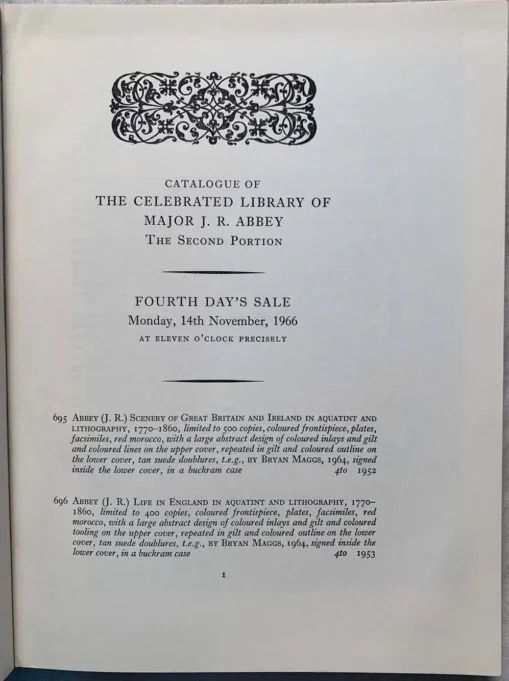 CATALOGUE OF
THE CELEBRATED LIBRARY OF
MAJOR J. R. ABBEY
THE SECOND PORTION
FOURTH DAY'S SALE
Monday, 14th November, 1966
AT ELEVEN O'CLOCK PRECISELY
695 ABBEY (J. R.) SCENERY OF GREAT BRITAIN AND IRELAND IN AQUATINT AND
LITHOGRAPHY, 1770–1860, limited to 500 copies, coloured frontispiece, plates,
facsimiles, red morocco, with a large abstract design of coloured inlays and gilt
and coloured lines on the upper cover, repeated in gilt and coloured outline on
the lower cover, tan suede doublures, t.e.g., BY BRYAN MAGGS, 1964, signed
inside the lower cover, in a buckram case 4to 1952
696 ABBEY (J. R.) LIFE IN ENGLAND IN AQUATINT AND LITHOGRAPHY, 1770–
1860, limited to 400 copies, coloured frontispiece, plates, facsimiles, red
morocco, with a large abstract design of coloured inlays and gilt and coloured
tooling on the upper cover, repeated in gilt and coloured outline on the lower
cover, tan suede doublures, t.e.g., BY BRYAN MAGGS, 1964, signed inside the
lower cover, in a buckram case 4to 1953
1